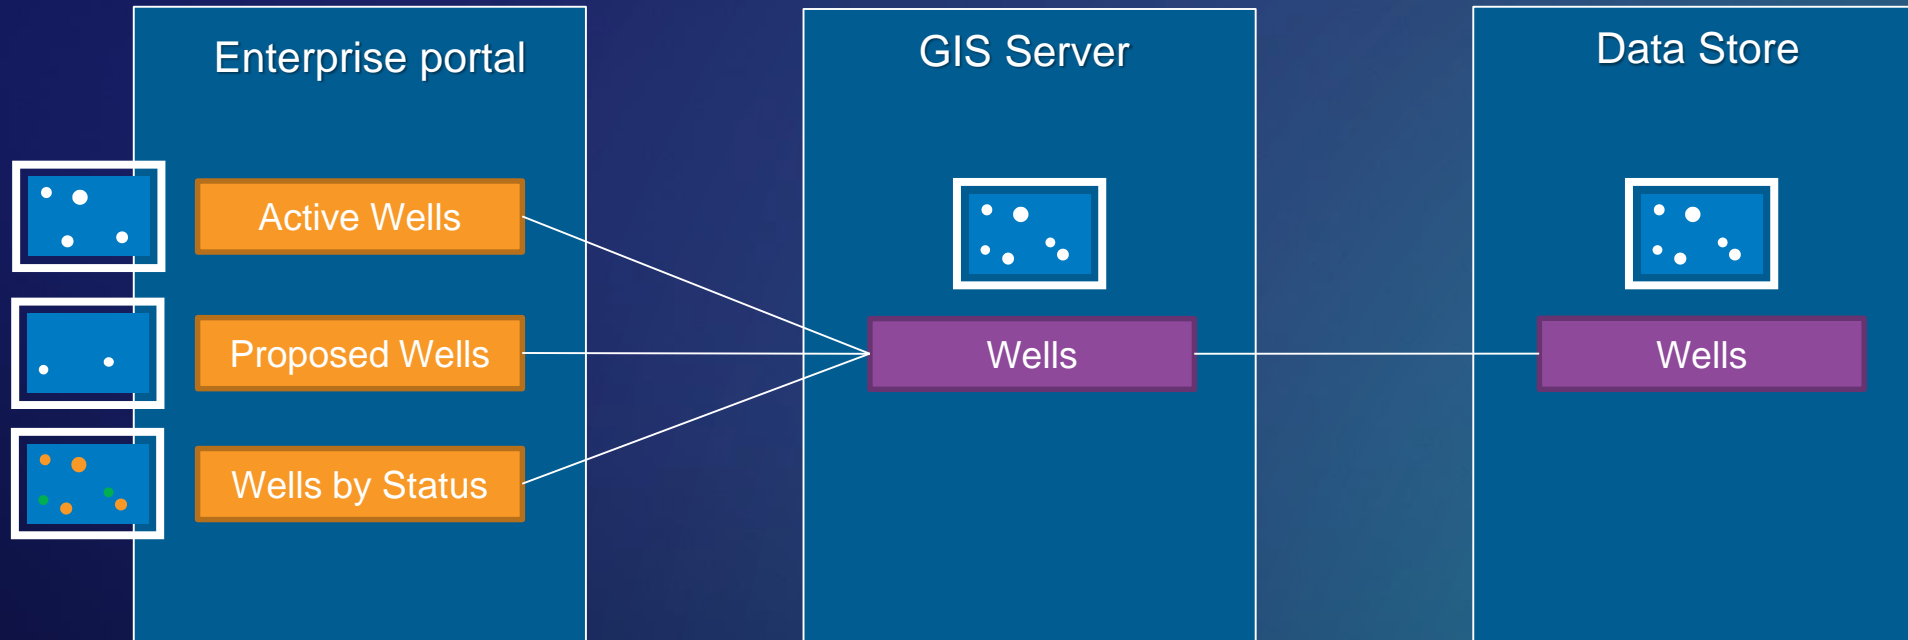 Enterprise portal
GIS Server
Data Store
Active Wells
Proposed Wells
Wells by Status
Wells
Wells